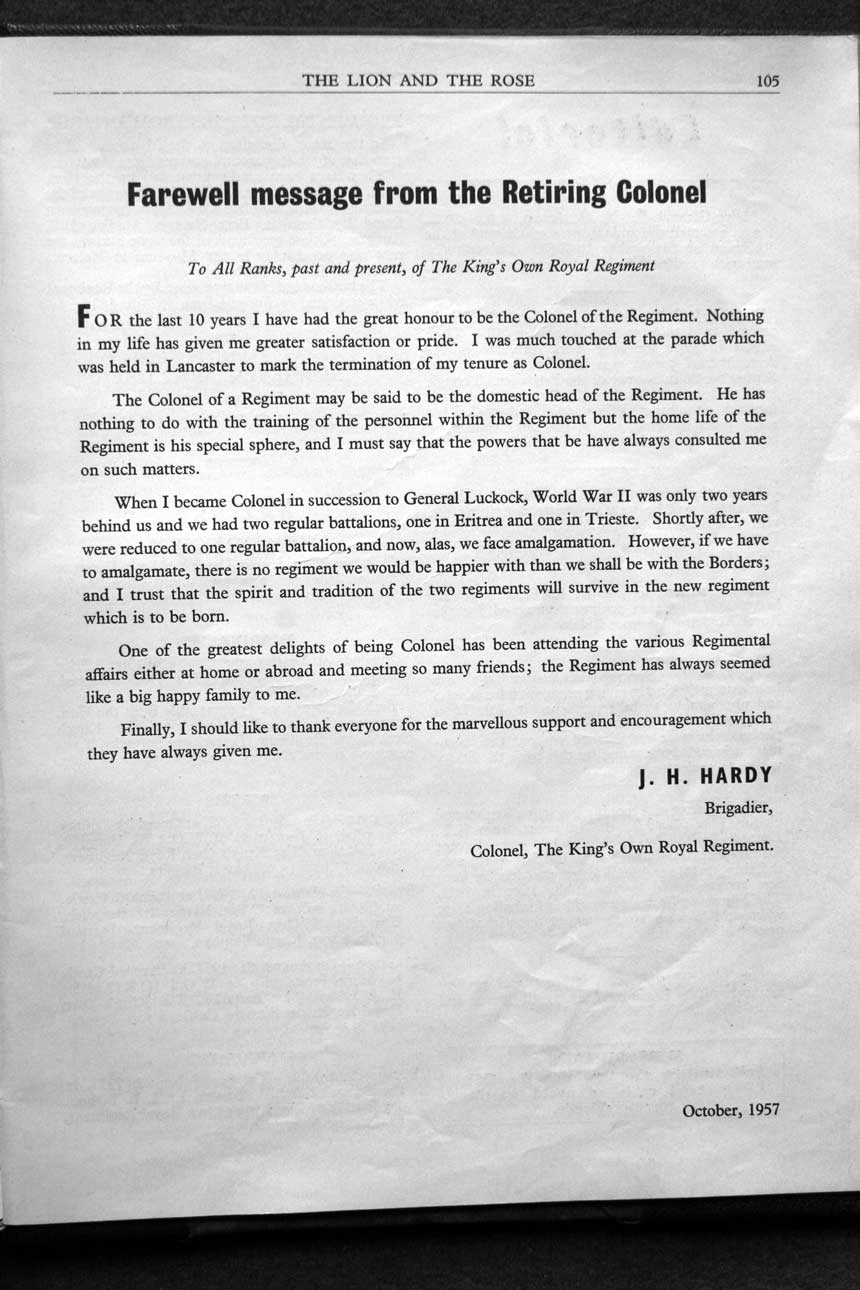 THE LION AND THE ROSE 105
Farewell message from the Retiring Colonel
To All Ranks, past and present, of The King's Own Royal Regiment
FOR the last 10 years I have had the great honour to be the Colonel of the Regiment. Nothing
in my life has given me greater satisfaction or pride. I was much touched at the parade which
was held in Lancaster to mark the termination of my tenure as Colonel.
The Colonel of a Regiment may be said to be the domestic head of the Regiment. He has
nothing to do with the training of the personnel within the Regiment but the home life of the
Regiment is his special sphere, and I must say that the powers that be have always consulted me
on such matters.
When I became Colonel in succession to General Luckock, World War II was only two years
behind us and we had two regular battalions, one in Eritrea and one in Trieste. Shortly after, we
were reduced to one regular battalion, and now, alas, we face amalgamation. However, if we have
to amalgamate, there is no regiment we would be happier with than we shall be with the Borders;
and I trust that the spirit and tradition of the two regiments will survive in the new regiment
which is to be born.
One of the greatest delights of being Colonel has been attending the various Regimental
affairs either at home or abroad and meeting so many friends; the Regiment has always seemed
like a big happy family to me.
Finally, I should like to thank everyone for the marvellous support and encouragement which
they have always given me.
J. H. HARDY
Brigadier,
Colonel, The King's Own Royal Regiment.
October, 1957